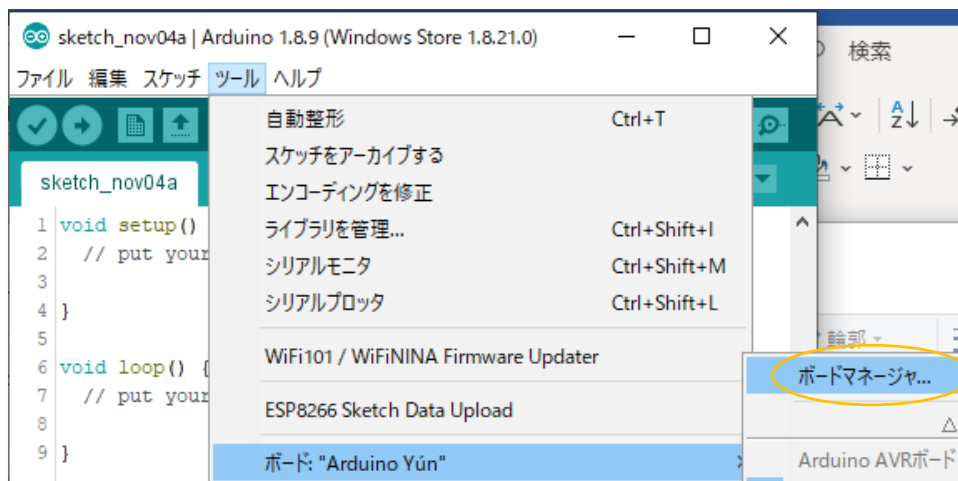 sketch_nov04a | Arduino 1.8.9 (Windows Store 1.8.21.0)
検索
ファイル 編集 スケッチ ツール ヘルプ
自動整形 Ctrl+T
スケッチをアーカイブする
エンコーディングを修正
ライブラリを管理... Ctrl+Shift+I
シリアルモニタ Ctrl+Shift+M
シリアルプロッタ Ctrl+Shift+L
WiFi101 / WiFiNINA Firmware Updater
ESP8266 Sketch Data Upload
ボード: "Arduino Yún"
sketch_nov04a
1 void setup()
2 // put your
3
4 }
5
6 void loop() {
7 // put your
8
9 }
輪郭
ボードマネージャ...
△
Arduino AVRボード